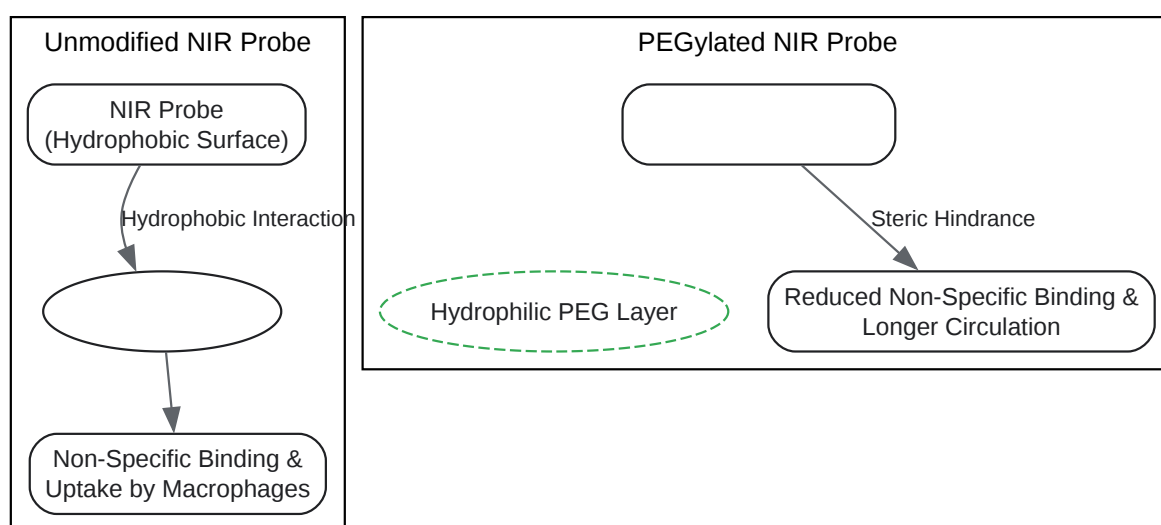 Unmodified NIR Probe
NIR Probe
(Hydrophobic Surface)
Hydrophobic Interaction
Non-Specific Binding &
Uptake by Macrophages
PEGylated NIR Probe
Steric Hindrance
Hydrophilic PEG Layer
Reduced Non-Specific Binding &
Longer Circulation